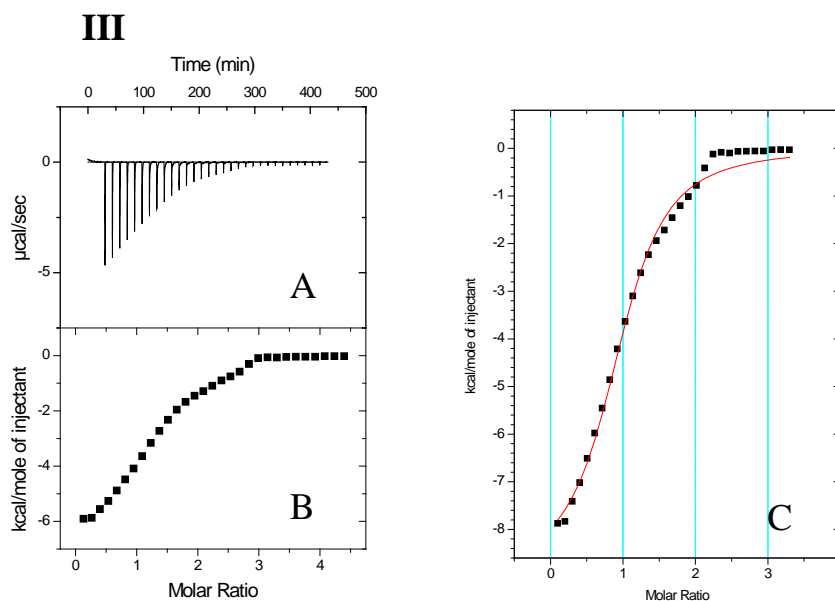 III
Time (min)
0 100 200 300 400 500
0
-5
µcal/sec
A
0
-2
-4
-6
kcal/mole of injectant
B
0 1 2 3 4
Molar Ratio
0
-1
-2
-3
-4
-5
-6
-7
-8
kcal/mole of injectant
C
0 1 2 3
Molar Ratio